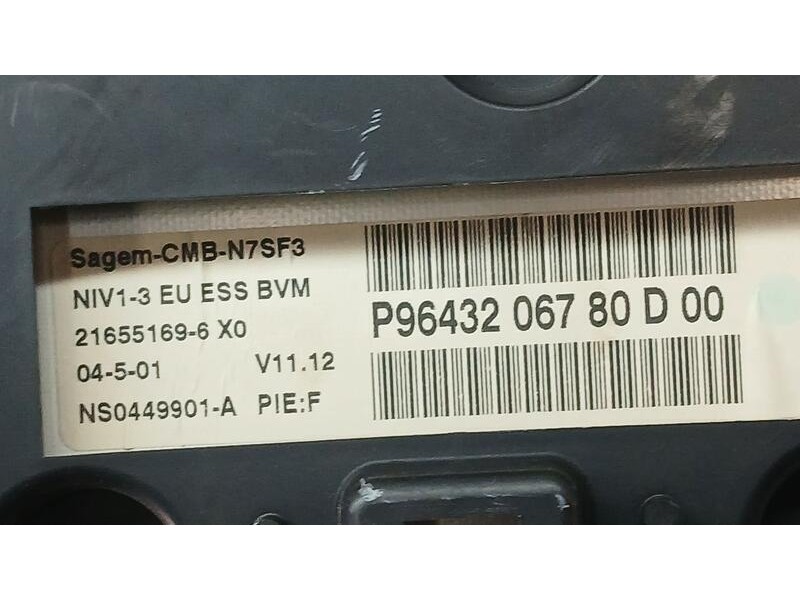 Sagem-CMB-N7SF3
NIV1-3 EU ESS BVM
21655169-6 X0
04-5-01 V11.12
NS0449901-A PIE:F
P96432 067 80 D 00